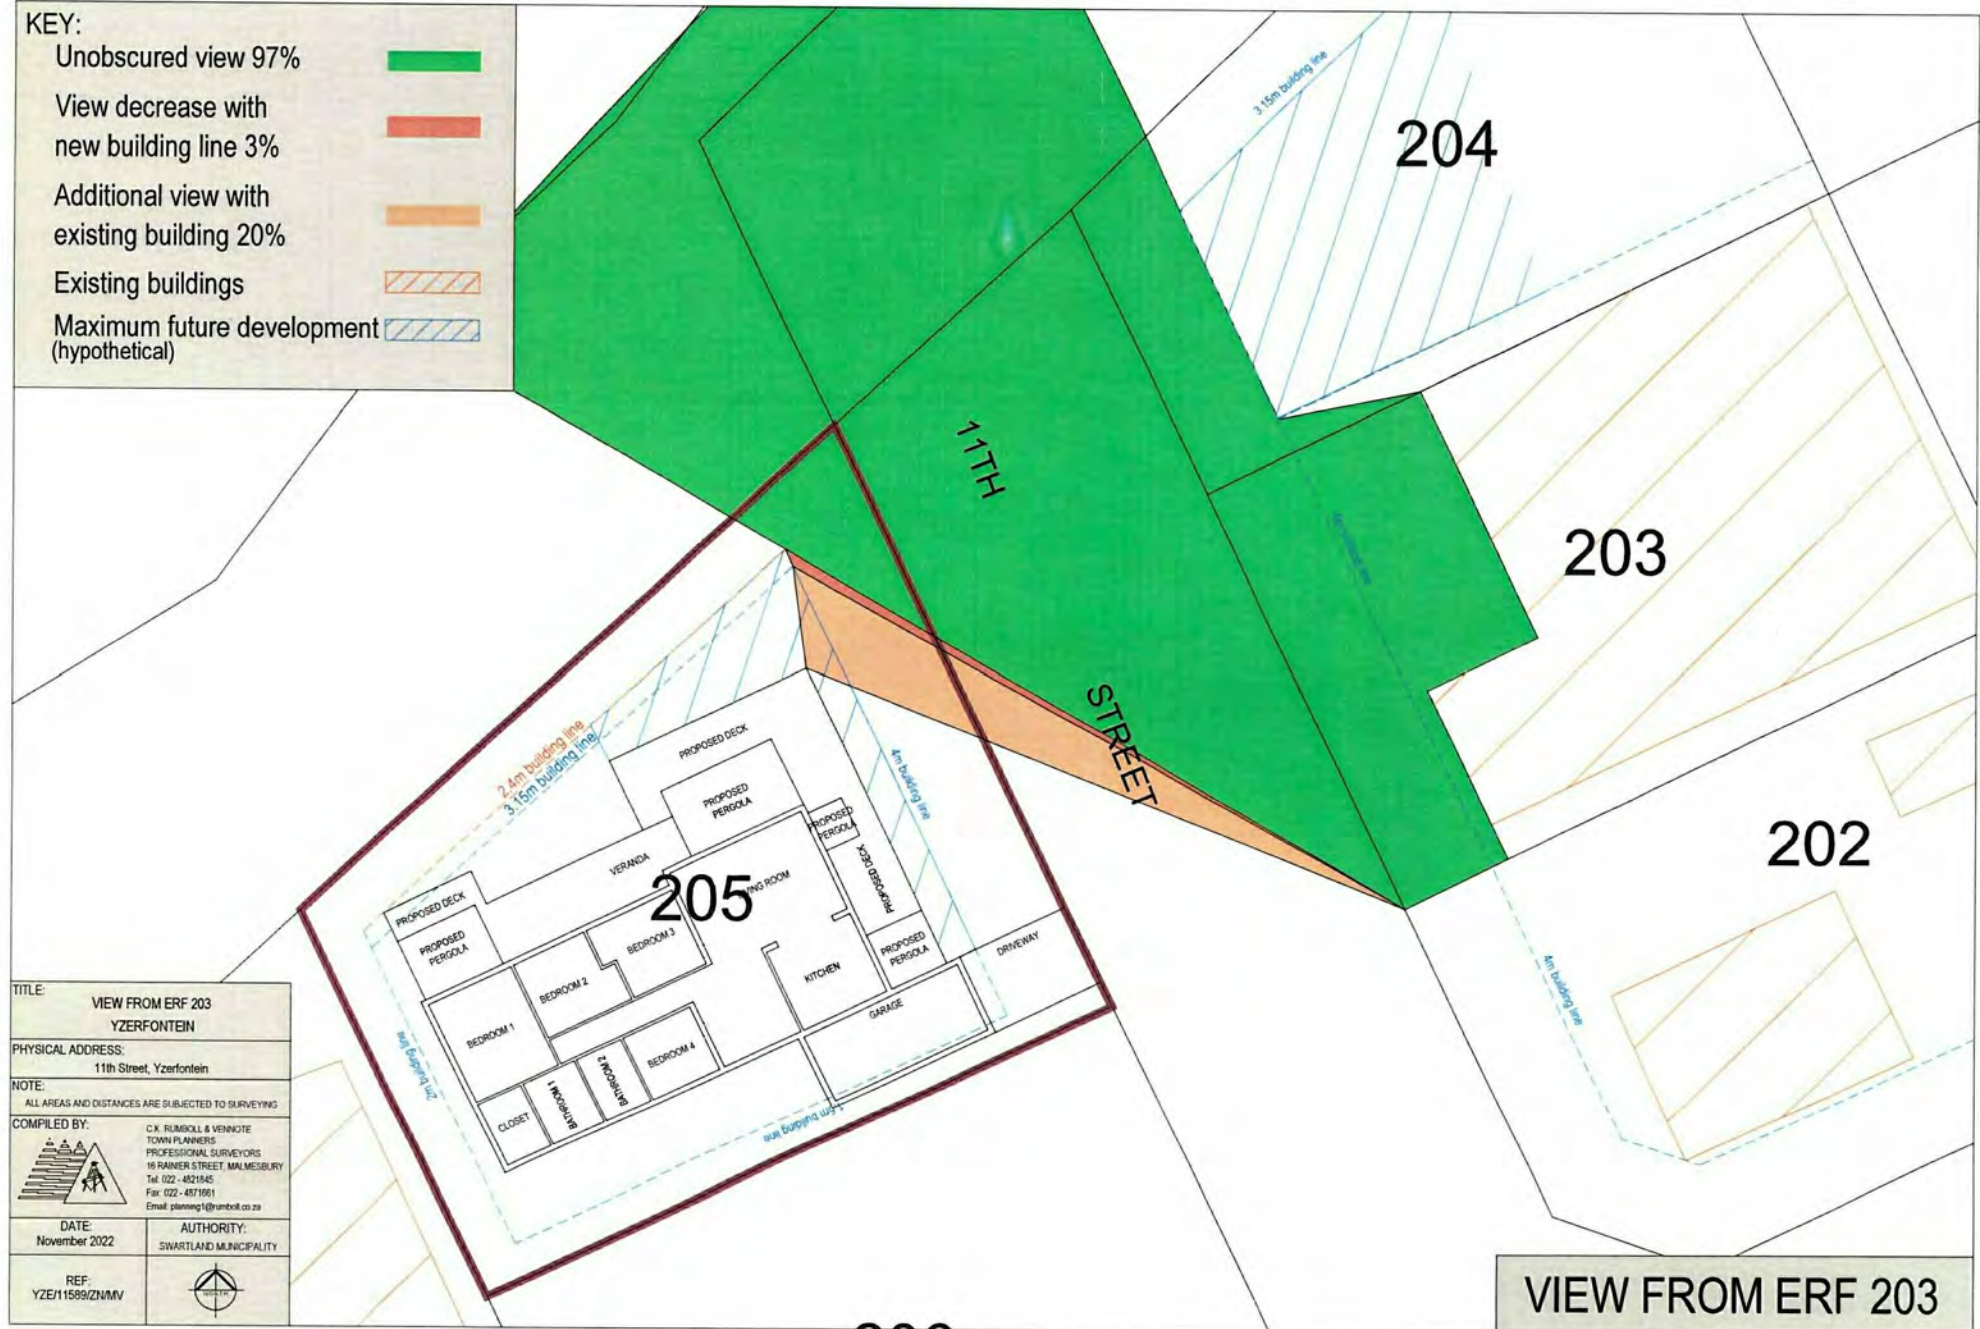 KEY:
Unobscured view 97%
View decrease with
new building line 3%
Additional view with
existing building 20%
Existing buildings
Maximum future development
(hypothetical)
3.15m building line
204
11TH
203
STREET
202
4m building line
2.4m building line
3.15m building line
4m building line
PROPOSED DECK
PROPOSED
PERGOLA
PROPOSED
PERGOLA
PROPOSED DECK
VERANDA
205
PROPOSED DECK
PROPOSED
PERGOLA
BEDROOM 3
BEDROOM 2
BEDROOM 1
KITCHEN
PROPOSED
PERGOLA
DRIVEWAY
GARAGE
BEDROOM 4
BATHROOM 2
BATHROOM 1
CLOSET
2m building line
1.5m building line
TITLE:
VIEW FROM ERF 203
YZERFONTEIN
PHYSICAL ADDRESS:
11th Street, Yzerfontein
NOTE:
ALL AREAS AND DISTANCES ARE SUBJECTED TO SURVEYING
COMPILED BY:
C.K. RUMBOLL & VENNOTE
TOWN PLANNERS
PROFESSIONAL SURVEYORS
16 RAINIER STREET, MALMESBURY
Tel: 022 - 4821845
Fax: 022 - 4871661
Email: planning1@rumboll.co.za
DATE:
November 2022
AUTHORITY:
SWARTLAND MUNICIPALITY
REF:
YZE/11589/ZN/MV
NORTH
VIEW FROM ERF 203